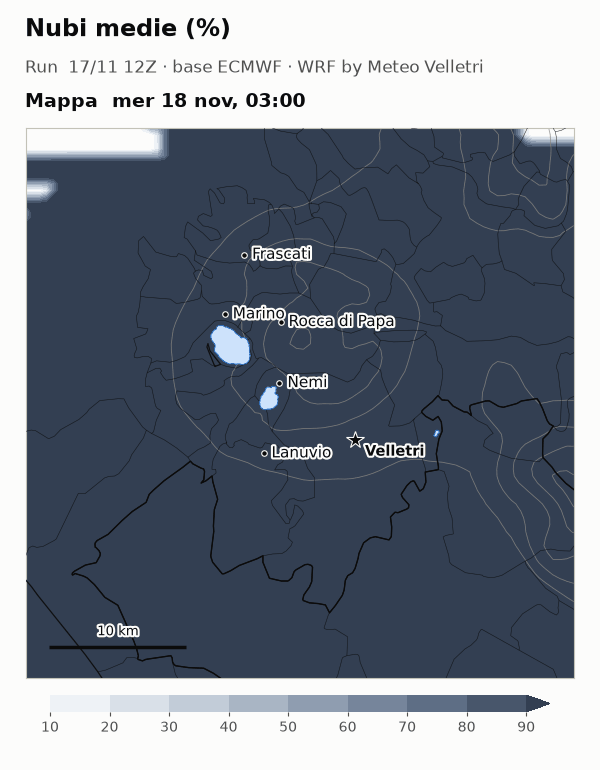 Nubi medie (%)
Run 17/11 12Z · base ECMWF · WRF by Meteo Velletri
Mappa mer 18 nov, 03:00
Frascati
Marino
Rocca di Papa
Nemi
Velletri
Lanuvio
10 km
10 20 30 40 50 60 70 80 90